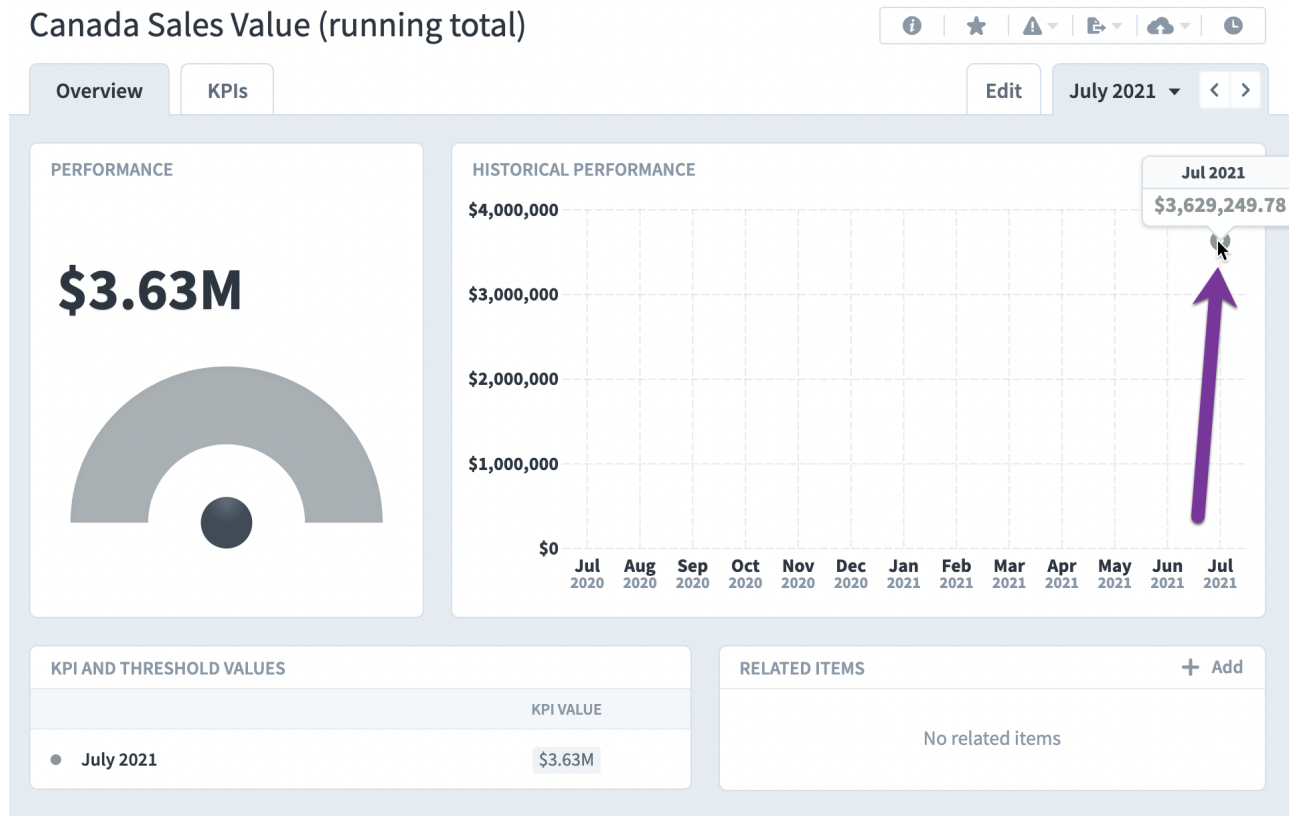 Canada Sales Value (running total)
Overview
KPIs
Edit
July 2021
PERFORMANCE
$3.63M
HISTORICAL PERFORMANCE
Jul 2021
$3,629,249.78
$4,000,000
$3,000,000
$2,000,000
$1,000,000
$0
Jul Aug Sep Oct Nov Dec Jan Feb Mar Apr May Jun Jul
2020 2020 2020 2020 2020 2020 2021 2021 2021 2021 2021 2021 2021
KPI AND THRESHOLD VALUES
KPI VALUE
July 2021 $3.63M
RELATED ITEMS
+ Add
No related items